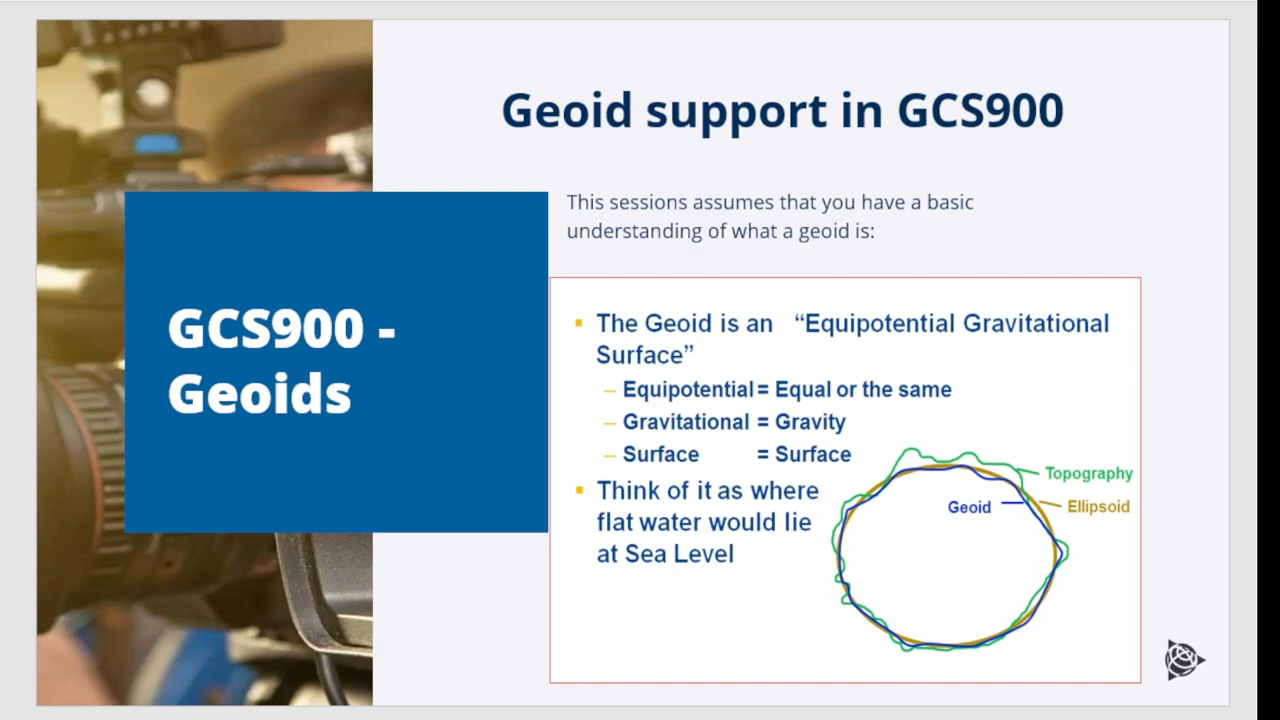 Geoid support in GCS900
This sessions assumes that you have a basic
understanding of what a geoid is:
GCS900 -
Geoids
▪ The Geoid is an “Equipotential Gravitational
Surface”
– Equipotential = Equal or the same
– Gravitational = Gravity
– Surface = Surface
▪ Think of it as where
flat water would lie
at Sea Level
Topography
Geoid
Ellipsoid